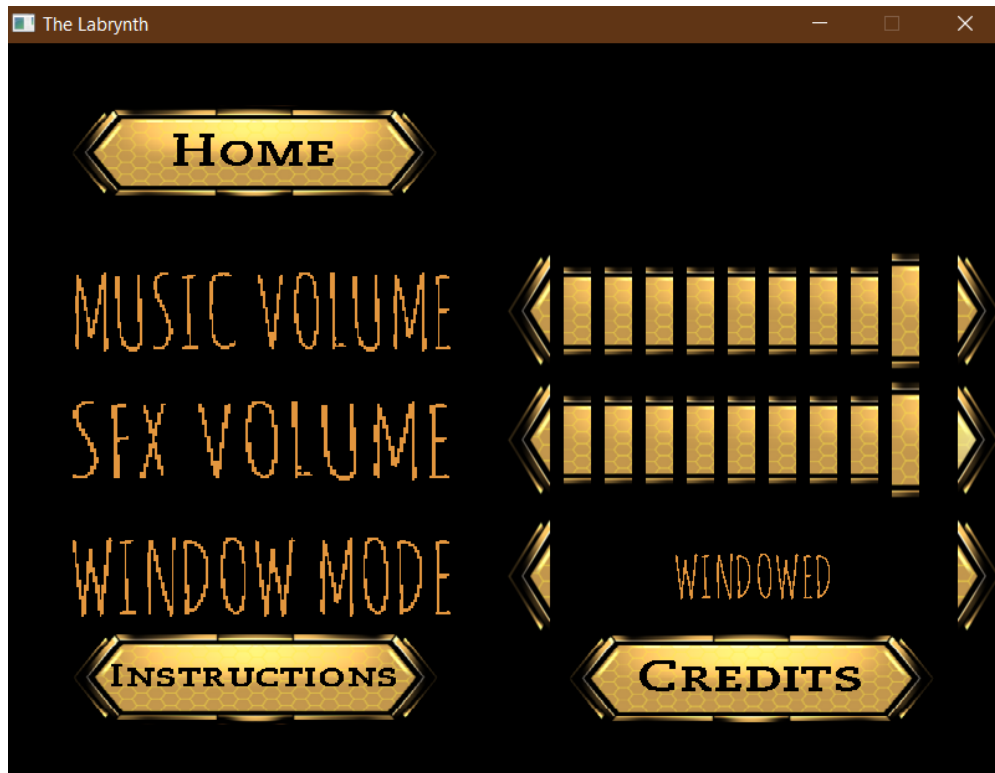 The Labrynth
Home
MUSIC VOLUME
SFX VOLUME
WINDOW MODE
WINDOWED
Instructions
Credits